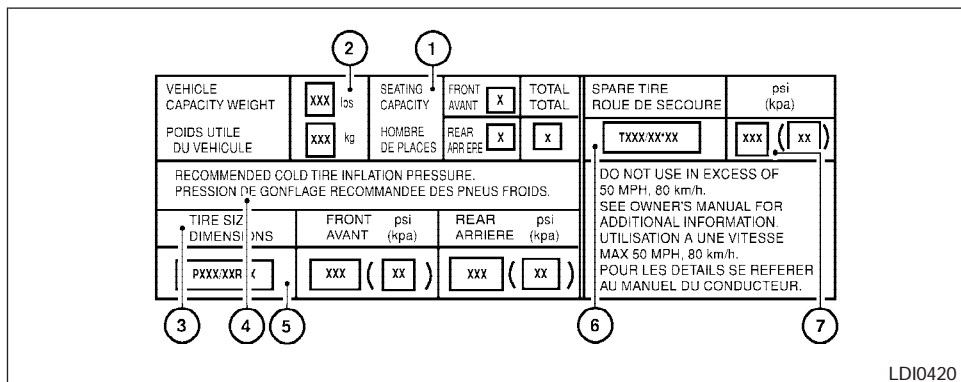 2 1
VEHICLE
CAPACITY WEIGHT
XXX lbs
POIDS UTILE
DU VEHICULE
XXX kg
SEATING
CAPACITY
HOMBRE
DE PLACES
FRONT
AVANT X
REAR
ARRIERE X
TOTAL
TOTAL
X
SPARE TIRE
ROUE DE SECOURE
psi
(kpa)
TXXX/XX*XX
XXX ( XX )
RECOMMENDED COLD TIRE INFLATION PRESSURE.
PRESSION DE GONFLAGE RECOMMANDEE DES PNEUS FROIDS.
TIRE SIZE
DIMENSIONS
FRONT psi
AVANT (kpa)
REAR psi
ARRIERE (kpa)
XXX ( XX )
XXX ( XX )
DO NOT USE IN EXCESS OF
50 MPH, 80 km/h.
SEE OWNER'S MANUAL FOR
ADDITIONAL INFORMATION.
UTILISATION A UNE VITESSE
MAX 50 MPH, 80 km/h.
POUR LES DETAILS SE REFERER
AU MANUEL DU CONDUCTEUR.
3 4 5 6 7
LDI0420